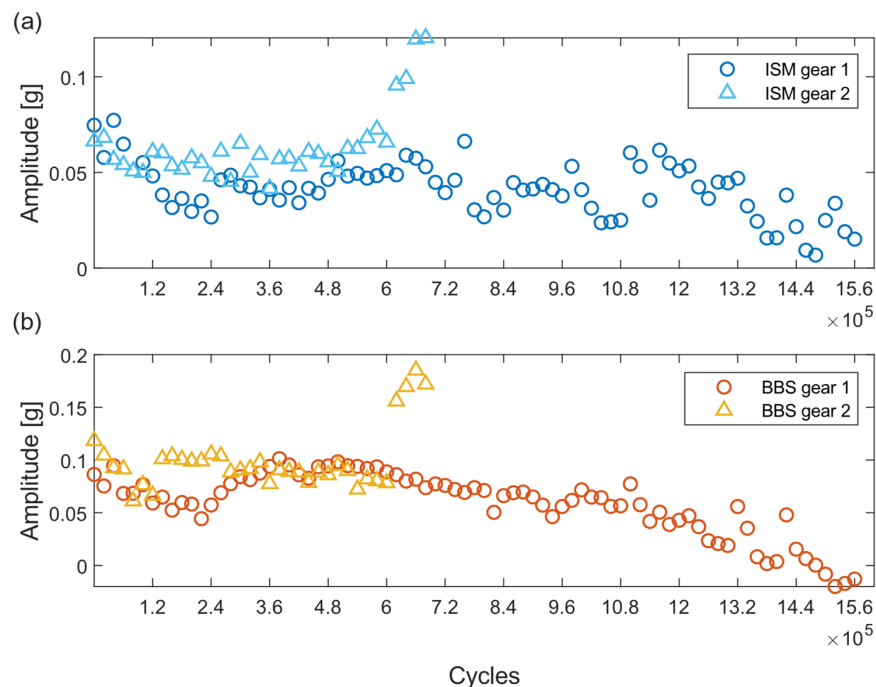 (a)
Amplitude [g]
0.1
0.05
0
ISM gear 1
ISM gear 2
1.2 2.4 3.6 4.8 6 7.2 8.4 9.6 10.8 12 13.2 14.4 15.6
× 10⁵
(b)
Amplitude [g]
0.2
0.15
0.1
0.05
0
BBS gear 1
BBS gear 2
1.2 2.4 3.6 4.8 6 7.2 8.4 9.6 10.8 12 13.2 14.4 15.6
× 10⁵
Cycles